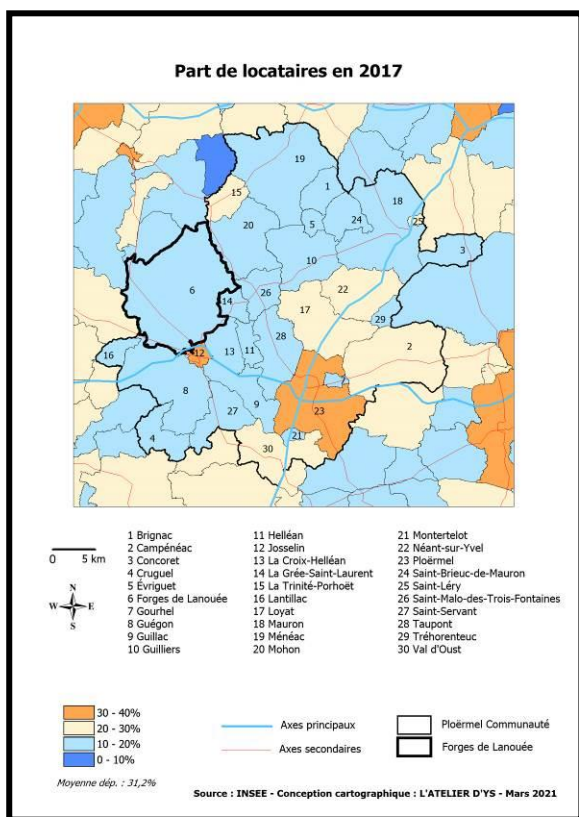 Part de locataires en 2017
19
1
15
18
24
25
20
5
3
10
6
26
22
14
17
29
28
2
12
13
11
16
8
9
27
23
4
21
30
0 5 km
N
W E
S
1 Brignac
2 Campénéac
3 Concoret
4 Cruguel
5 Évriguet
6 Forges de Lanouée
7 Gourhel
8 Guégon
9 Guillac
10 Guilliers
11 Helléan
12 Josselin
13 La Croix-Helléan
14 La Grée-Saint-Laurent
15 La Trinité-Porhoët
16 Lantillac
17 Loyat
18 Mauron
19 Ménéac
20 Mohon
21 Montertelot
22 Néant-sur-Yvel
23 Ploërmel
24 Saint-Brieuc-de-Mauron
25 Saint-Léry
26 Saint-Malo-des-Trois-Fontaines
27 Saint-Servant
28 Taupont
29 Tréhorenteuc
30 Val d'Oust
30 - 40%
20 - 30%
10 - 20%
0 - 10%
Moyenne dép. : 31,2%
Axes principaux
Axes secondaires
Ploërmel Communauté
Forges de Lanouée
Source : INSEE - Conception cartographique : L'ATELIER D'YS - Mars 2021